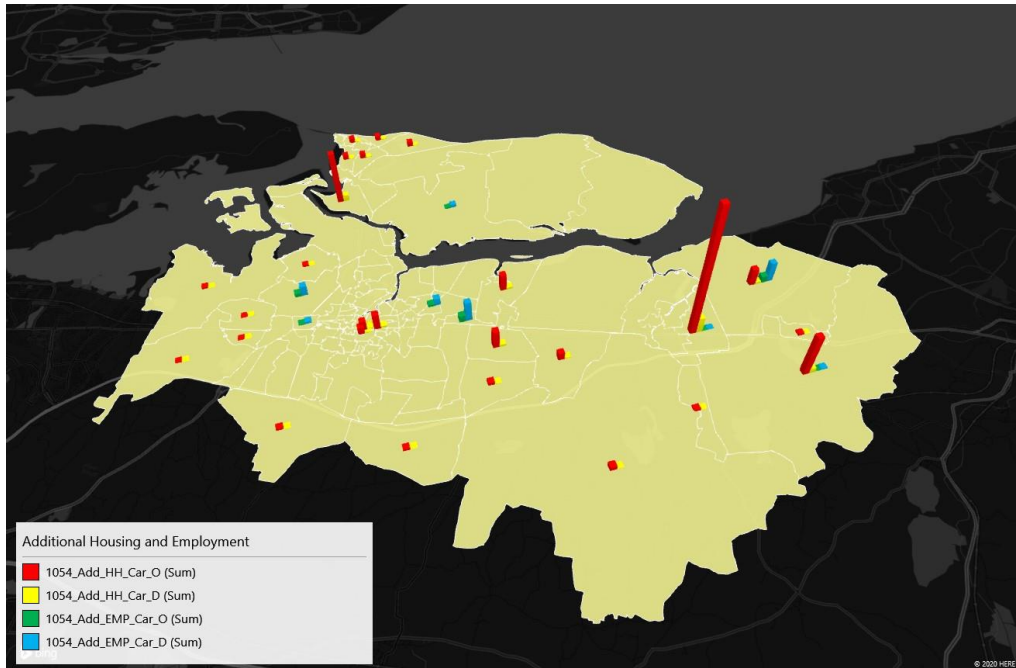 Additional Housing and Employment
1054_Add_HH_Car_O (Sum)
1054_Add_HH_Car_D (Sum)
1054_Add_EMP_Car_O (Sum)
1054_Add_EMP_Car_D (Sum)
© 2020 HERE